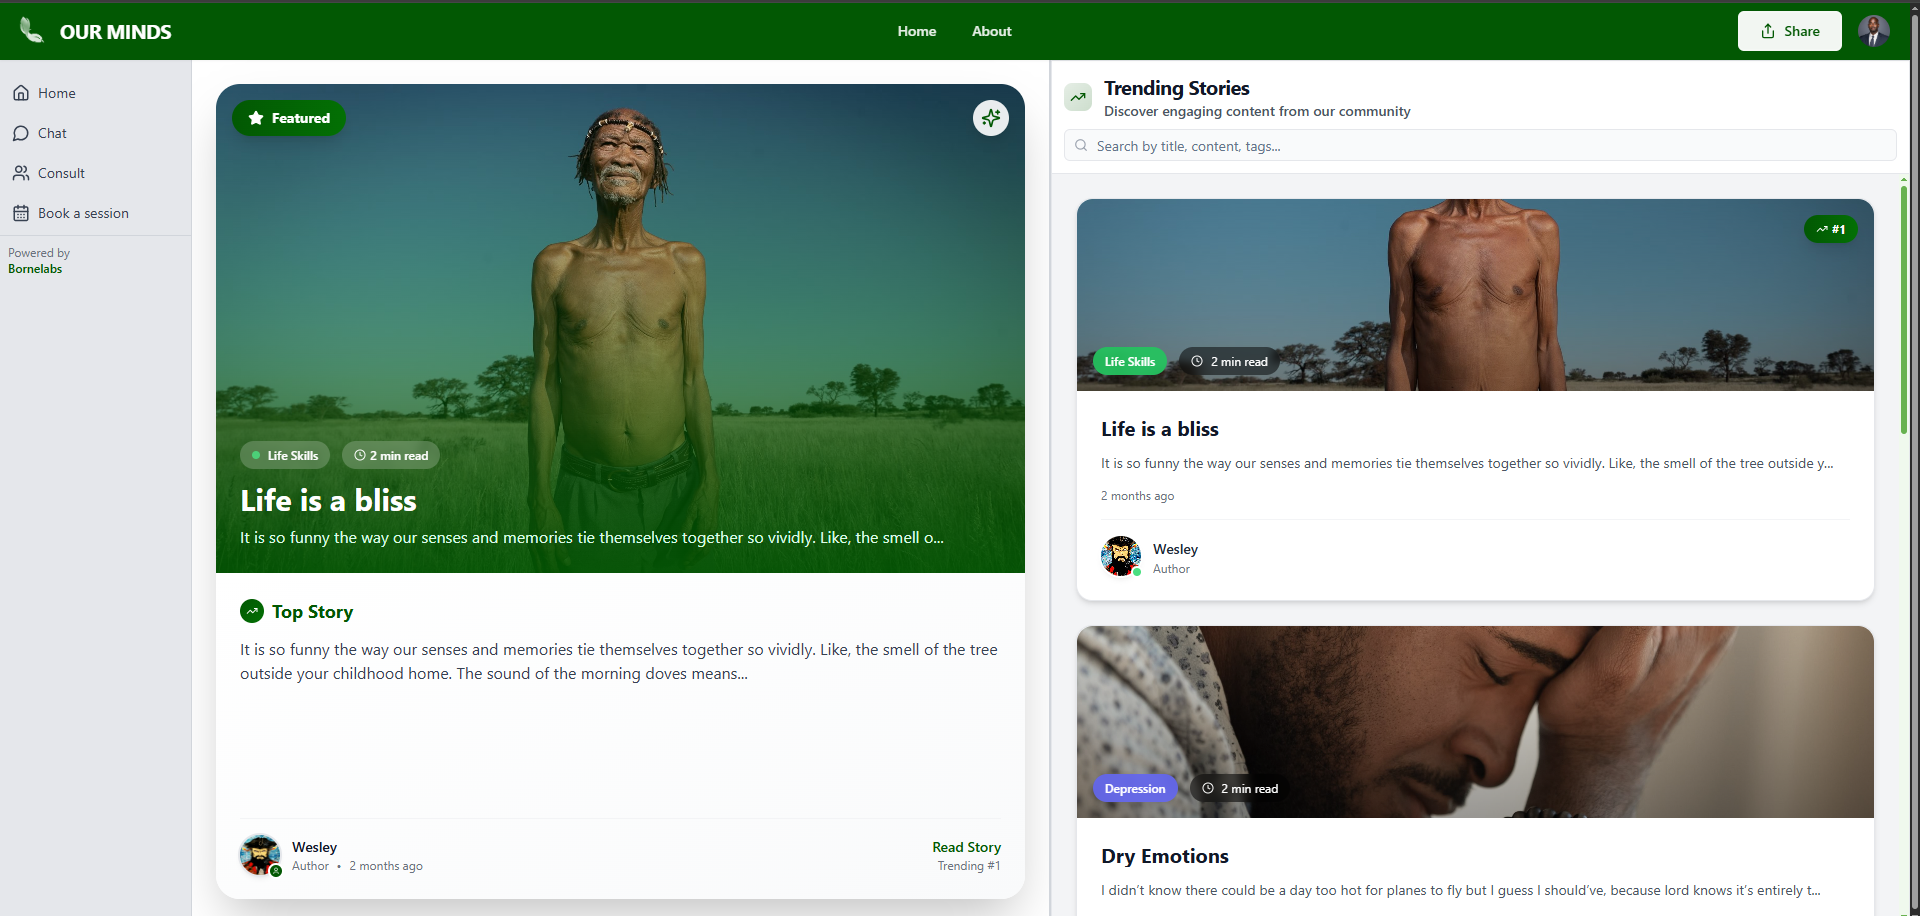 OUR MINDS
Home
About
Share
Home
Chat
Consult
Book a session
Powered by
Bornelabs
Featured
Life Skills
2 min read
Life is a bliss
It is so funny the way our senses and memories tie themselves together so vividly. Like, the smell o...
Top Story
It is so funny the way our senses and memories tie themselves together so vividly. Like, the smell of the tree
outside your childhood home. The sound of the morning doves means...
Wesley
Author • 2 months ago
Read Story
Trending #1
Trending Stories
Discover engaging content from our community
Search by title, content, tags...
#1
Life Skills
2 min read
Life is a bliss
It is so funny the way our senses and memories tie themselves together so vividly. Like, the smell of the tree outside y...
2 months ago
Wesley
Author
Depression
2 min read
Dry Emotions
I didn’t know there could be a day too hot for planes to fly but I guess I should’ve, because lord knows it’s entirely t...